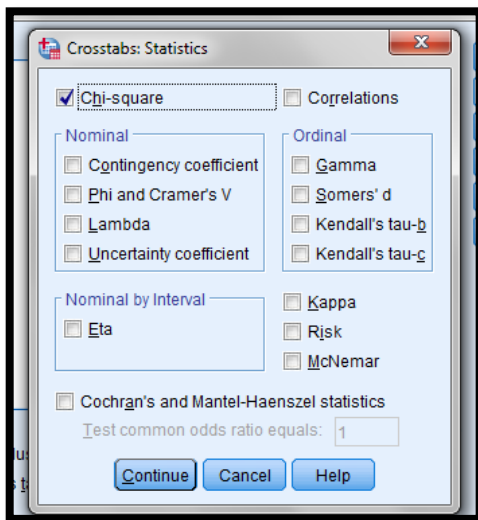 Crosstabs: Statistics
Chi-square
Correlations
Nominal
Contingency coefficient
Phi and Cramer's V
Lambda
Uncertainty coefficient
Ordinal
Gamma
Somers' d
Kendall's tau-b
Kendall's tau-c
Nominal by Interval
Eta
Kappa
Risk
McNemar
Cochran's and Mantel-Haenszel statistics
Test common odds ratio equals: 1
Continue Cancel Help